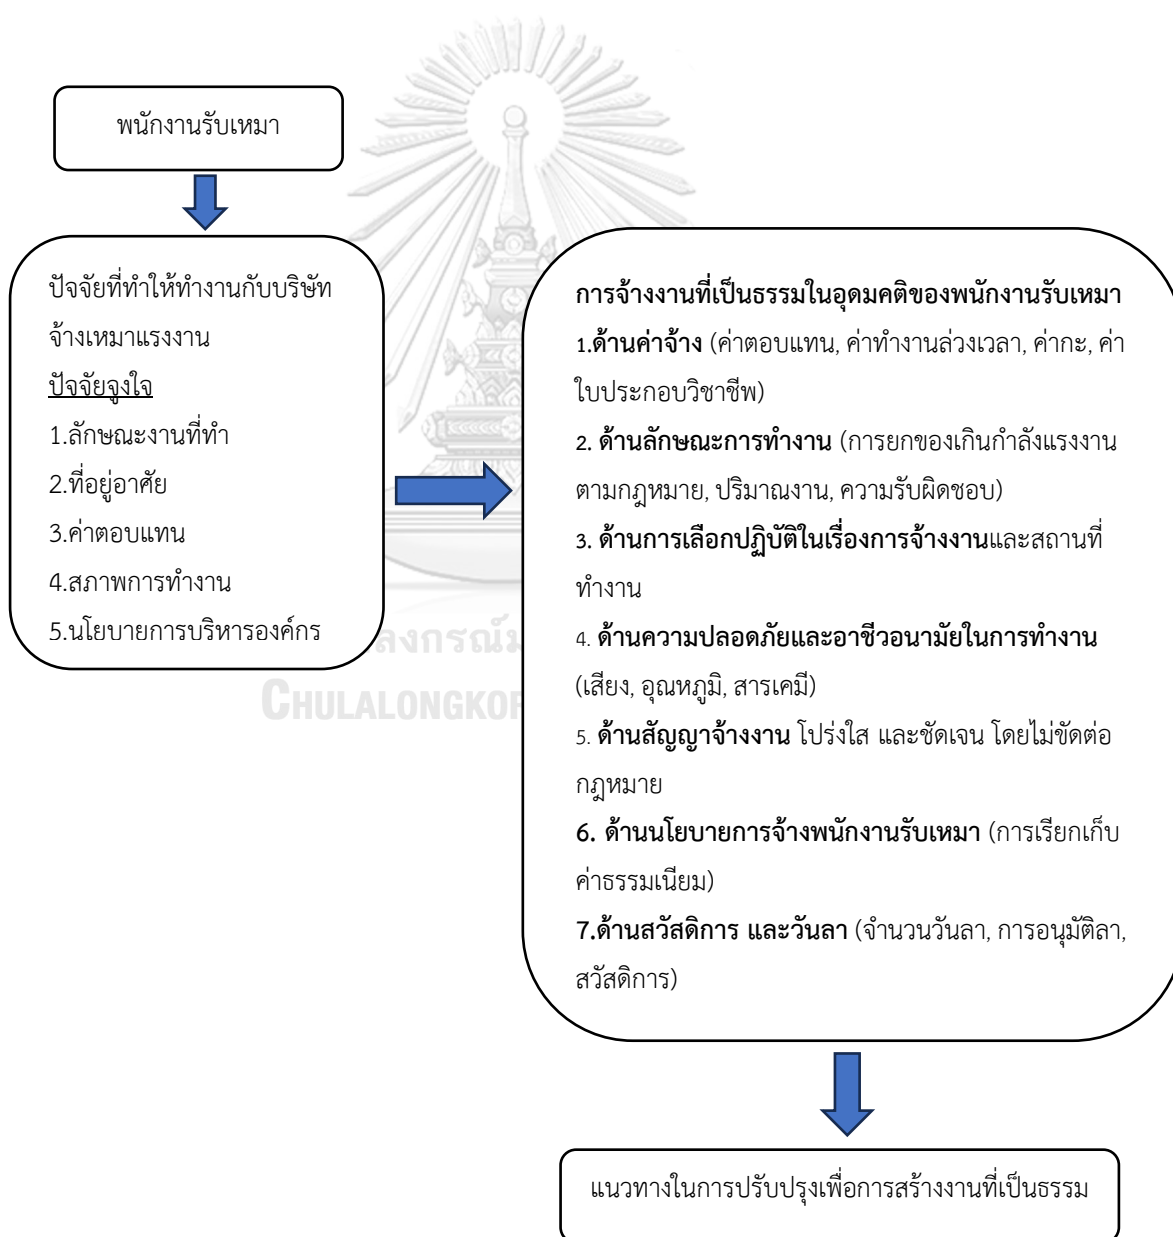 พนักงานรับเหมา
ปัจจัยที่ทำให้ทำงานกับบริษัท
จ้างเหมาแรงงาน
ปัจจัยจูงใจ
1.ลักษณะงานที่ทำ
2.ที่อยู่อาศัย
3.ค่าตอบแทน
4.สภาพการทำงาน
5.นโยบายการบริหารองค์กร
การจ้างงานที่เป็นธรรมในอุดมคติของพนักงานรับเหมา
1.ด้านค่าจ้าง (ค่าตอบแทน, ค่าทำงานล่วงเวลา, ค่ากะ, ค่า
ใบประกอบวิชาชีพ)
2. ด้านลักษณะการทำงาน (การยกของเกินกำลังแรงงาน
ตามกฎหมาย, ปริมาณงาน, ความรับผิดชอบ)
3. ด้านการเลือกปฏิบัติในเรื่องการจ้างงานและสถานที่
ทำงาน
4. ด้านความปลอดภัยและอาชีวอนามัยในการทำงาน
(เสียง, อุณหภูมิ, สารเคมี)
5. ด้านสัญญาจ้างงาน โปร่งใส และชัดเจน โดยไม่ขัดต่อ
กฎหมาย
6. ด้านนโยบายการจ้างพนักงานรับเหมา (การเรียกเก็บ
ค่าธรรมเนียม)
7.ด้านสวัสดิการ และวันลา (จำนวนวันลา, การอนุมัติลา,
สวัสดิการ)
แนวทางในการปรับปรุงเพื่อการสร้างงานที่เป็นธรรม
ลงกรณ์ม
CHULALONGKOR